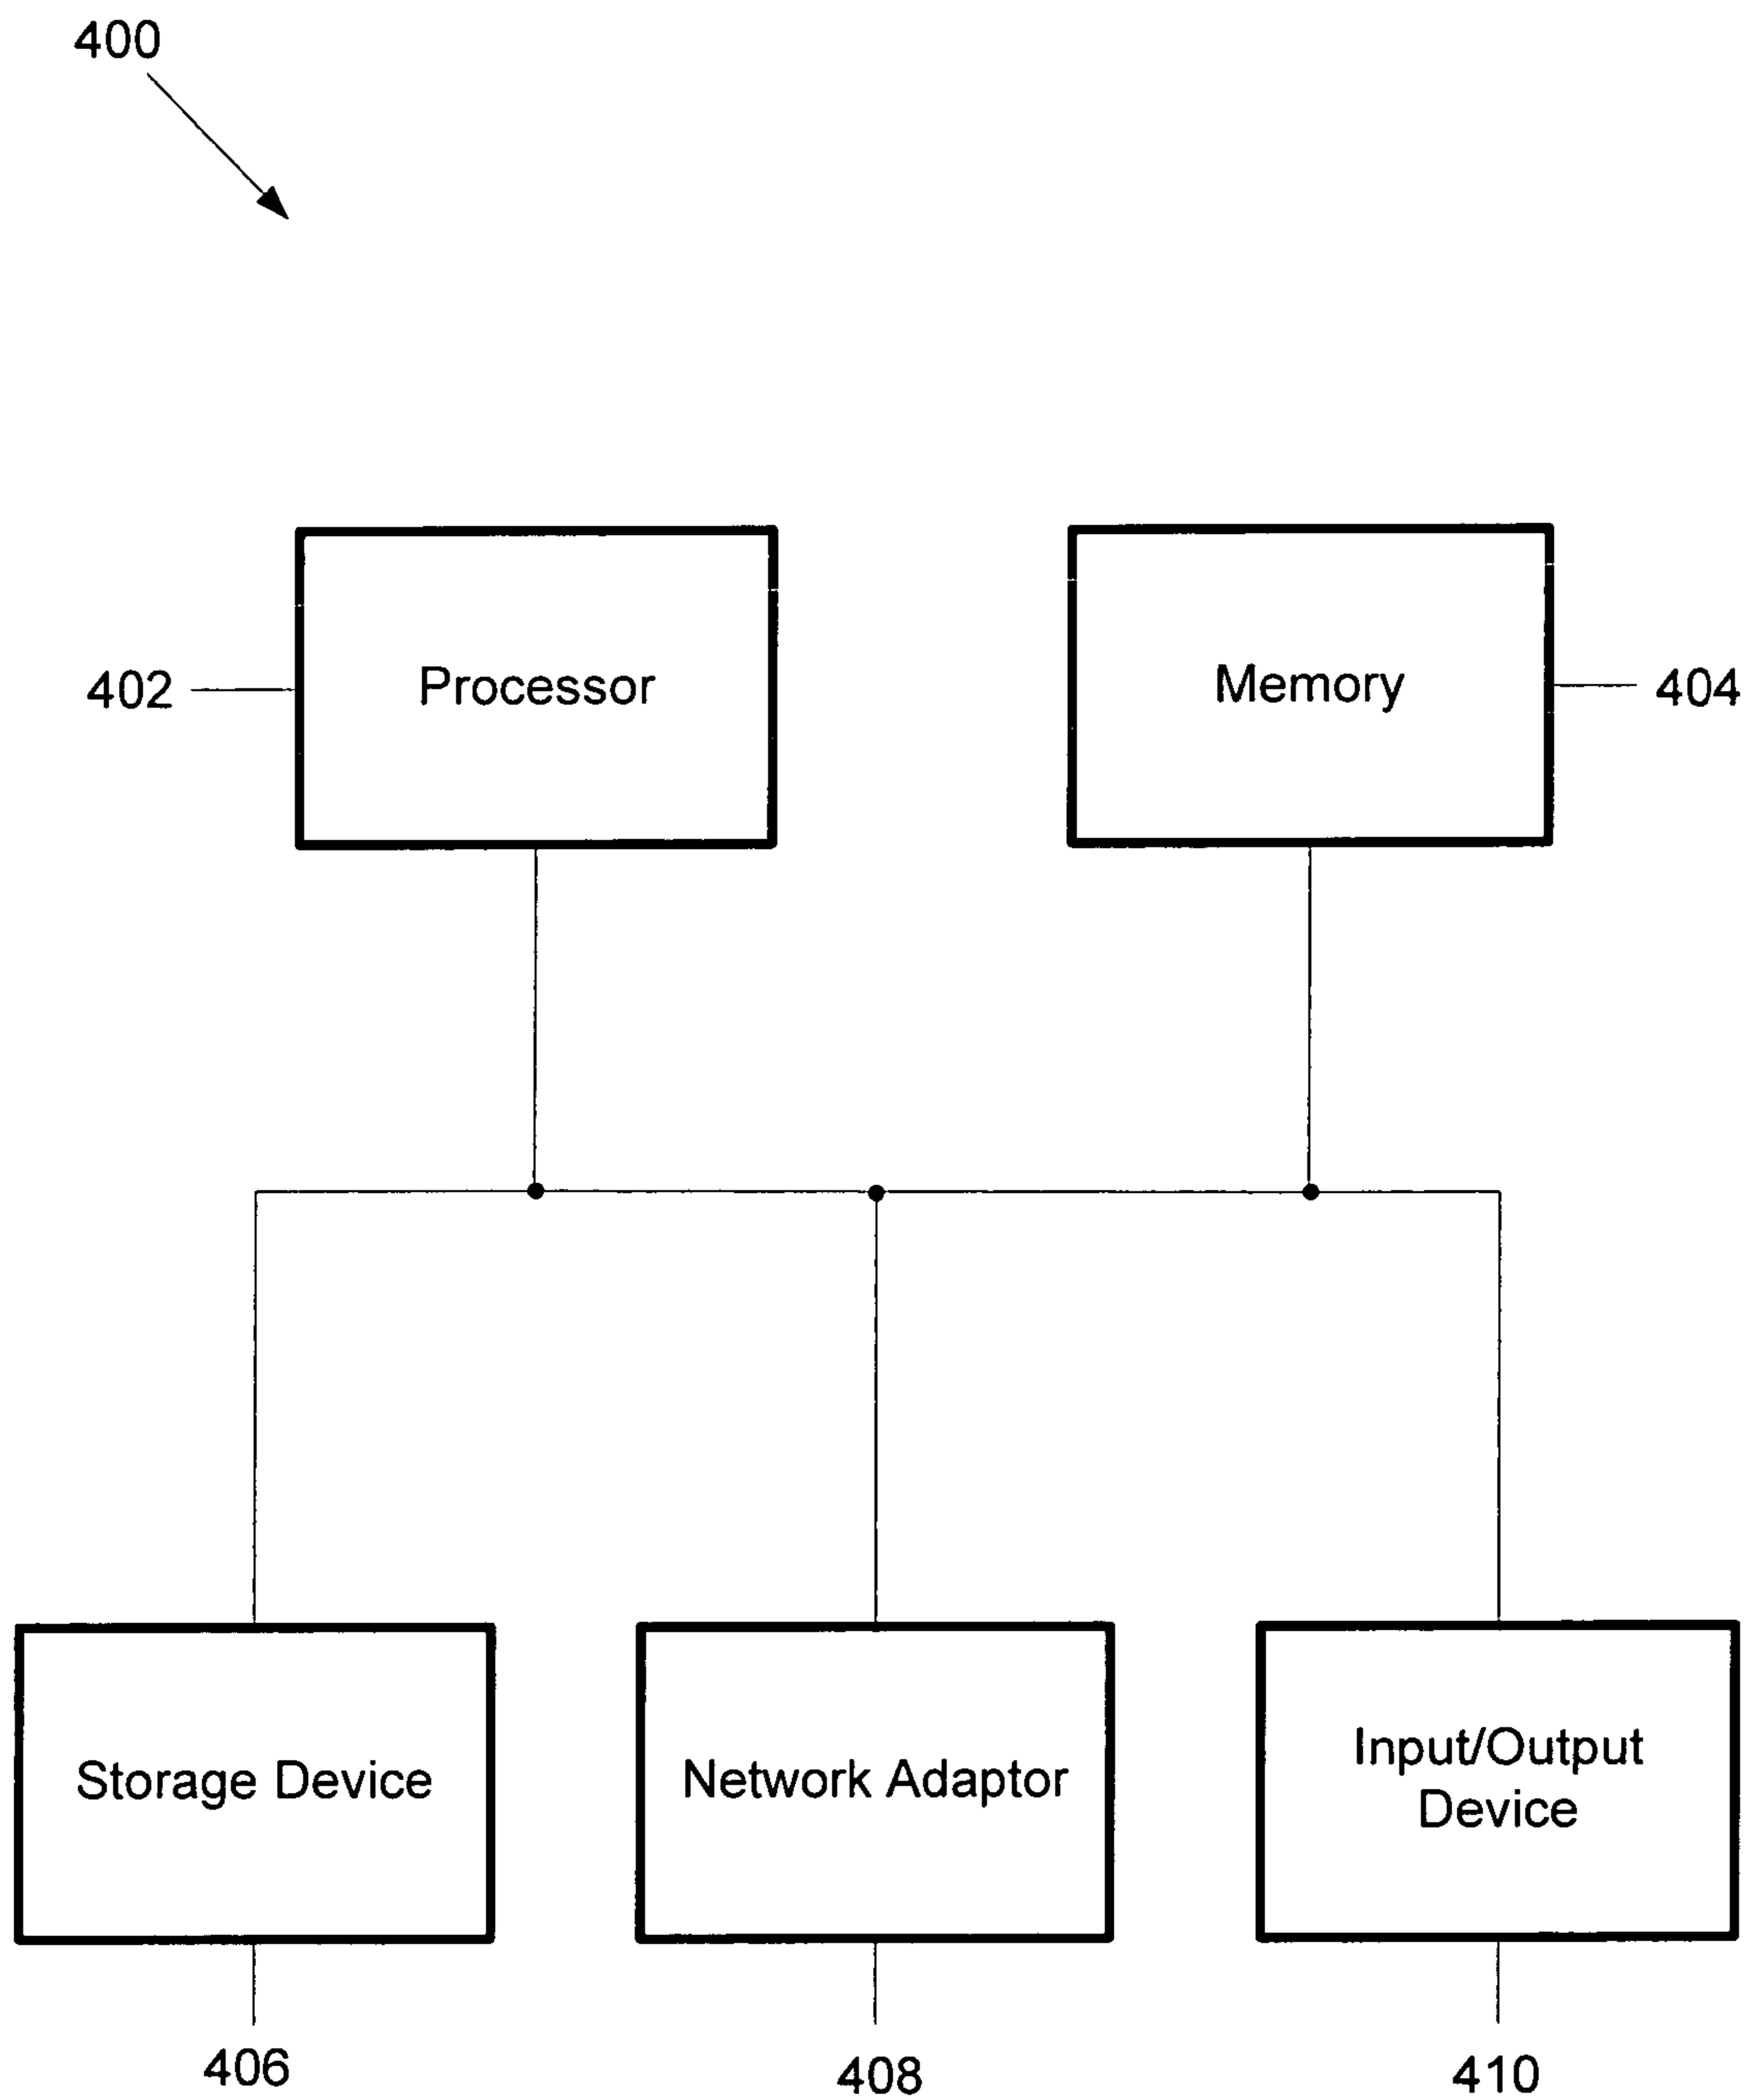 400
Processor
Memory
402
404
Storage Device
Network Adaptor
Input/Output
Device
406
408
410